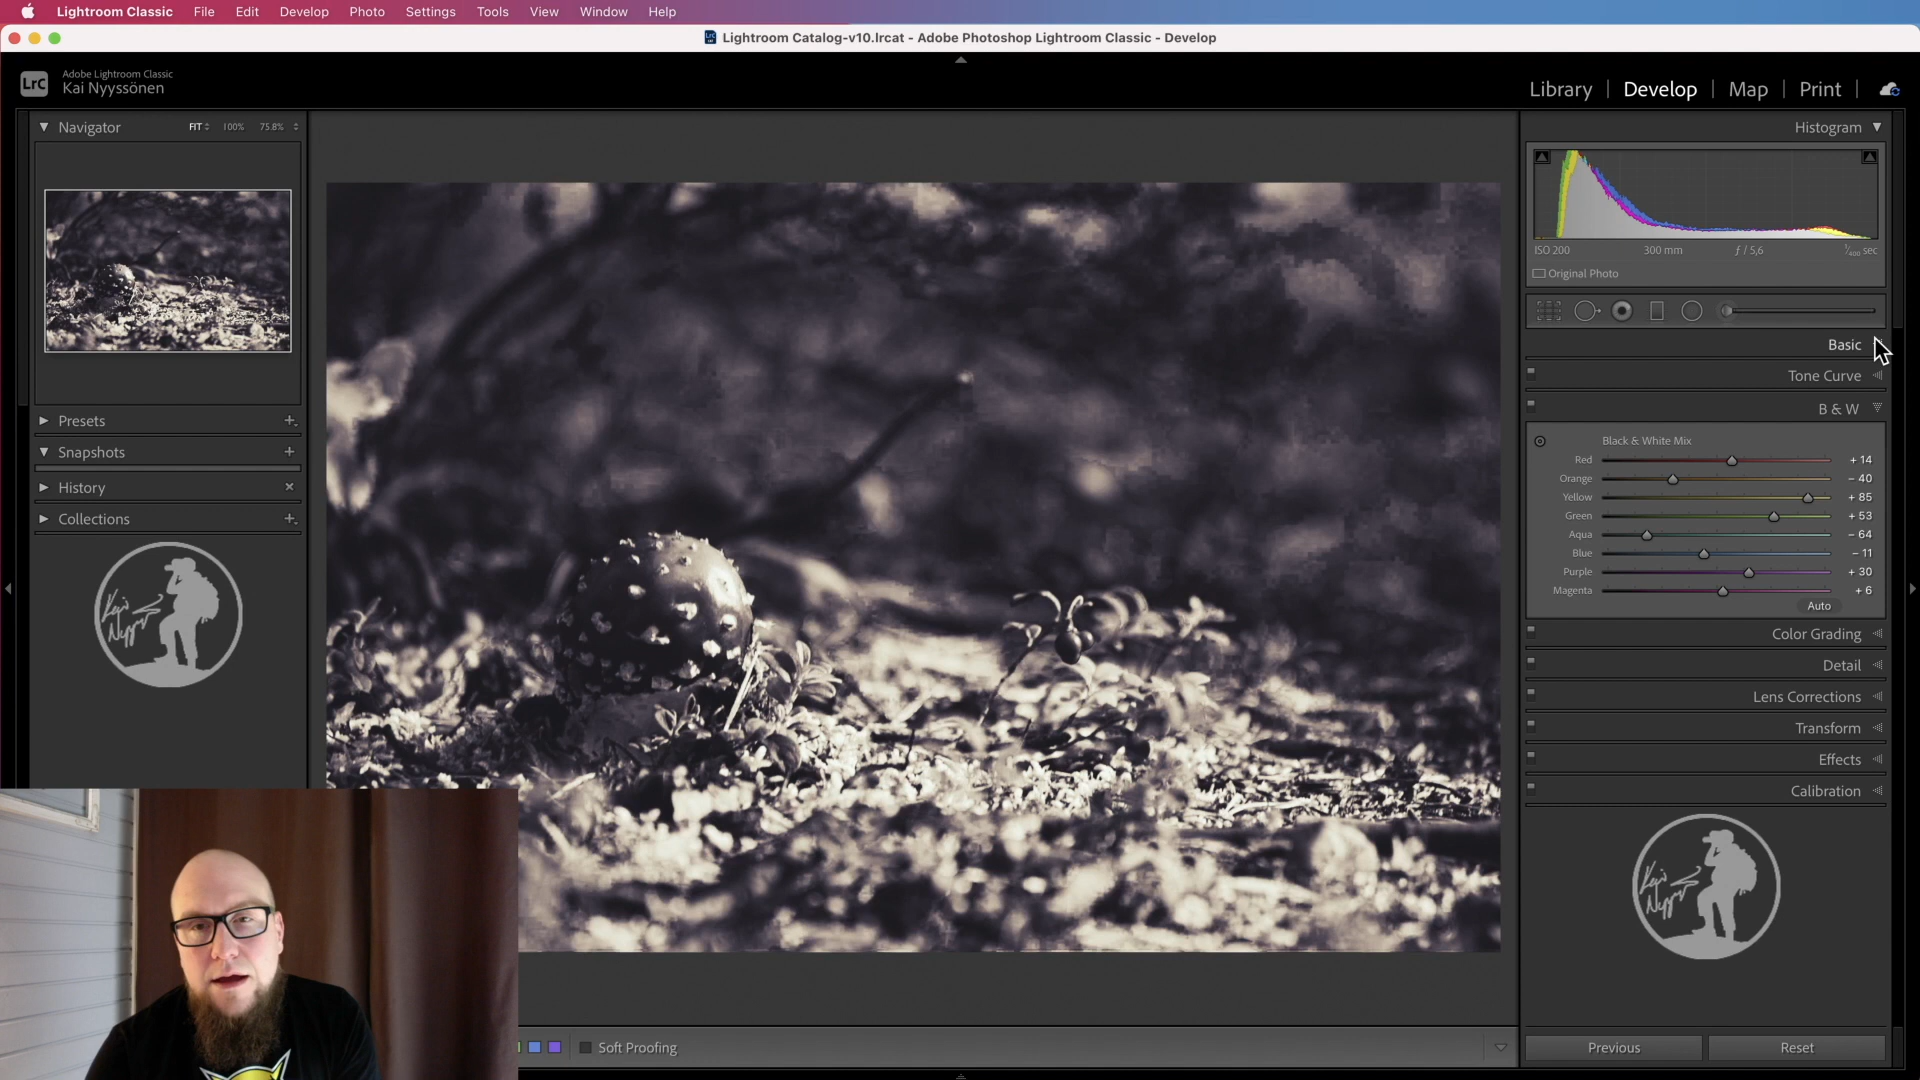 Lightroom Classic File Edit Develop Photo Settings Tools View Window Help
Lightroom Catalog-v10.lrcat - Adobe Photoshop Lightroom Classic - Develop
LrC
Adobe Lightroom Classic
Kai Nyyssönen
Library | Develop | Map | Print |
Navigator FIT 100% 75.8%
Histogram
ISO 200 300 mm ƒ / 5,6 1/400 sec
Original Photo
Basic
Tone Curve
B & W
Black & White Mix
Red + 14
Orange – 40
Yellow + 85
Green + 53
Aqua – 64
Blue – 11
Purple + 30
Magenta + 6
Auto
Presets
Snapshots
History
Collections
Color Grading
Detail
Lens Corrections
Transform
Effects
Calibration
Soft Proofing
Previous Reset